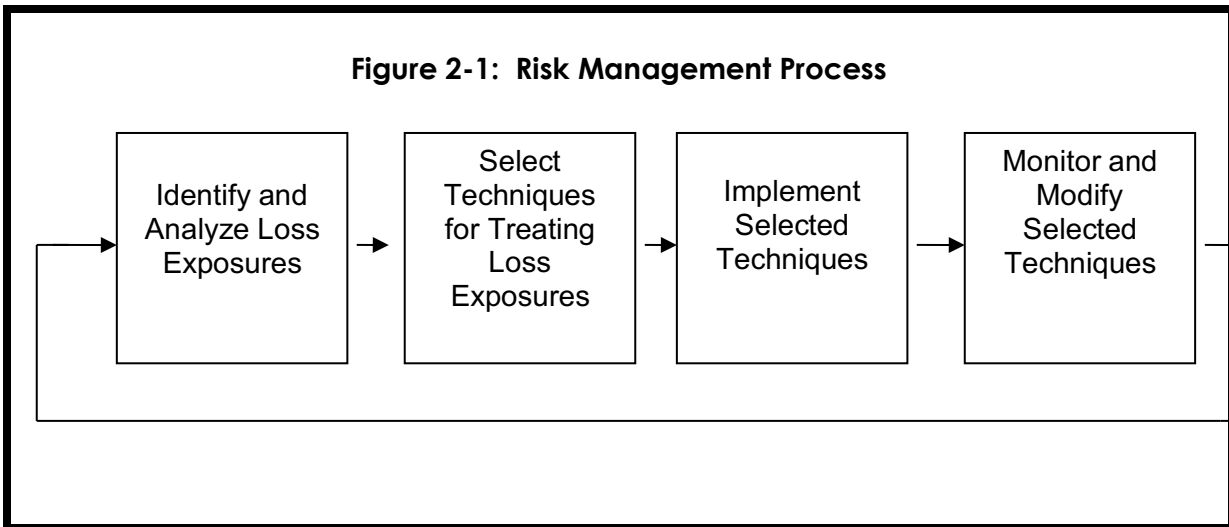 Figure 2-1: Risk Management Process
Identify and
Analyze Loss
Exposures
Select
Techniques
for Treating
Loss
Exposures
Implement
Selected
Techniques
Monitor and
Modify
Selected
Techniques